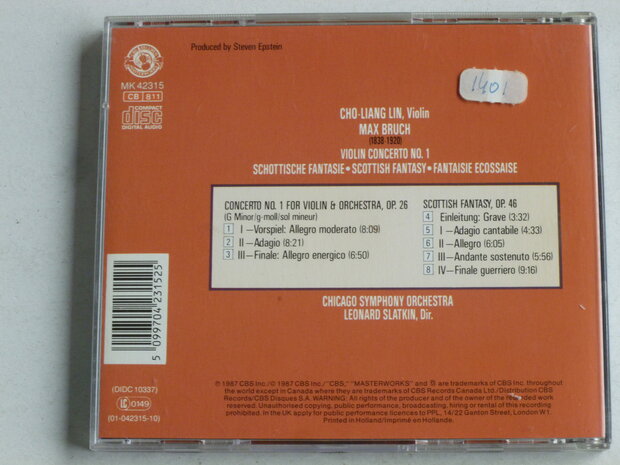 Produced by Steven Epstein
MK 42315
CB 811
COMPACT
disc
DIGITAL AUDIO
1401
CHO-LIANG LIN, Violin
MAX BRUCH
(1838-1920)
VIOLIN CONCERTO NO. 1
SCHOTTISCHE FANTASIE • SCOTTISH FANTASY • FANTAISIE ECOSSAISE
CONCERTO NO. 1 FOR VIOLIN & ORCHESTRA, OP. 26
(G Minor/g-moll/sol mineur)
1 I—Vorspiel: Allegro moderato (8:09)
2 II—Adagio (8:21)
3 III—Finale: Allegro energico (6:50)
SCOTTISH FANTASY, OP. 46
4 Einleitung: Grave (3:32)
5 I—Adagio cantabile (4:33)
6 II—Allegro (6:05)
7 III—Andante sostenuto (5:56)
8 IV—Finale guerriero (9:16)
CHICAGO SYMPHONY ORCHESTRA
LEONARD SLATKIN, Dir.
5 099704 231525
(DIDC 10337)
LC 0149
(01-042315-10)
℗ 1987 CBS Inc./© 1987 CBS Inc./"CBS," "MASTERWORKS" and are trademarks of CBS Inc. throughout
the world except in Canada where they are trademarks of CBS Records Canada Ltd./Distribution CBS
Records/CBS Disques S.A. WARNING: All rights of the producer and of the owner of the recorded work
reserved. Unauthorised copying, public performance, broadcasting, hiring or rental of this recording
prohibited. In the UK apply for public performance licences to PPL, 14/22 Ganton Street, London W1.
Printed in Holland/Imprimé en Hollande.